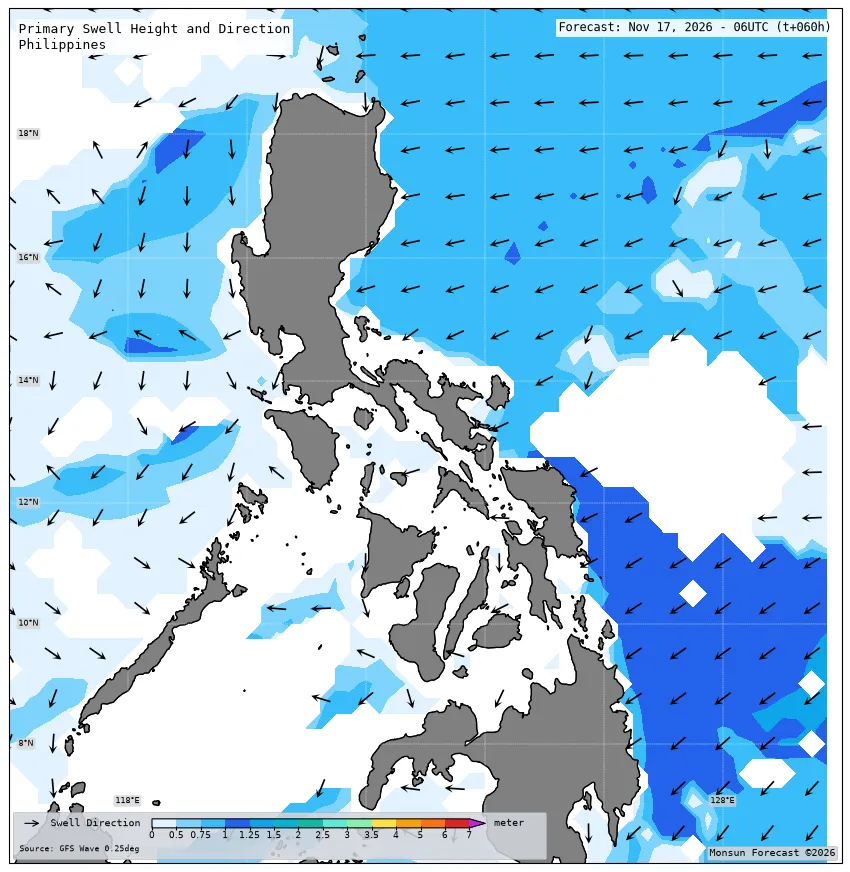 Primary Swell Height and Direction
Philippines
Forecast: Nov 17, 2026 - 06UTC (t+060h)
18°N
16°N
14°N
12°N
10°N
8°N
118°E
128°E
Swell Direction
0 0.5 0.75 1 1.25 1.5 2 2.5 3 3.5 4 5 6 7
meter
Source: GFS Wave 0.25deg
Monsun Forecast ©2026